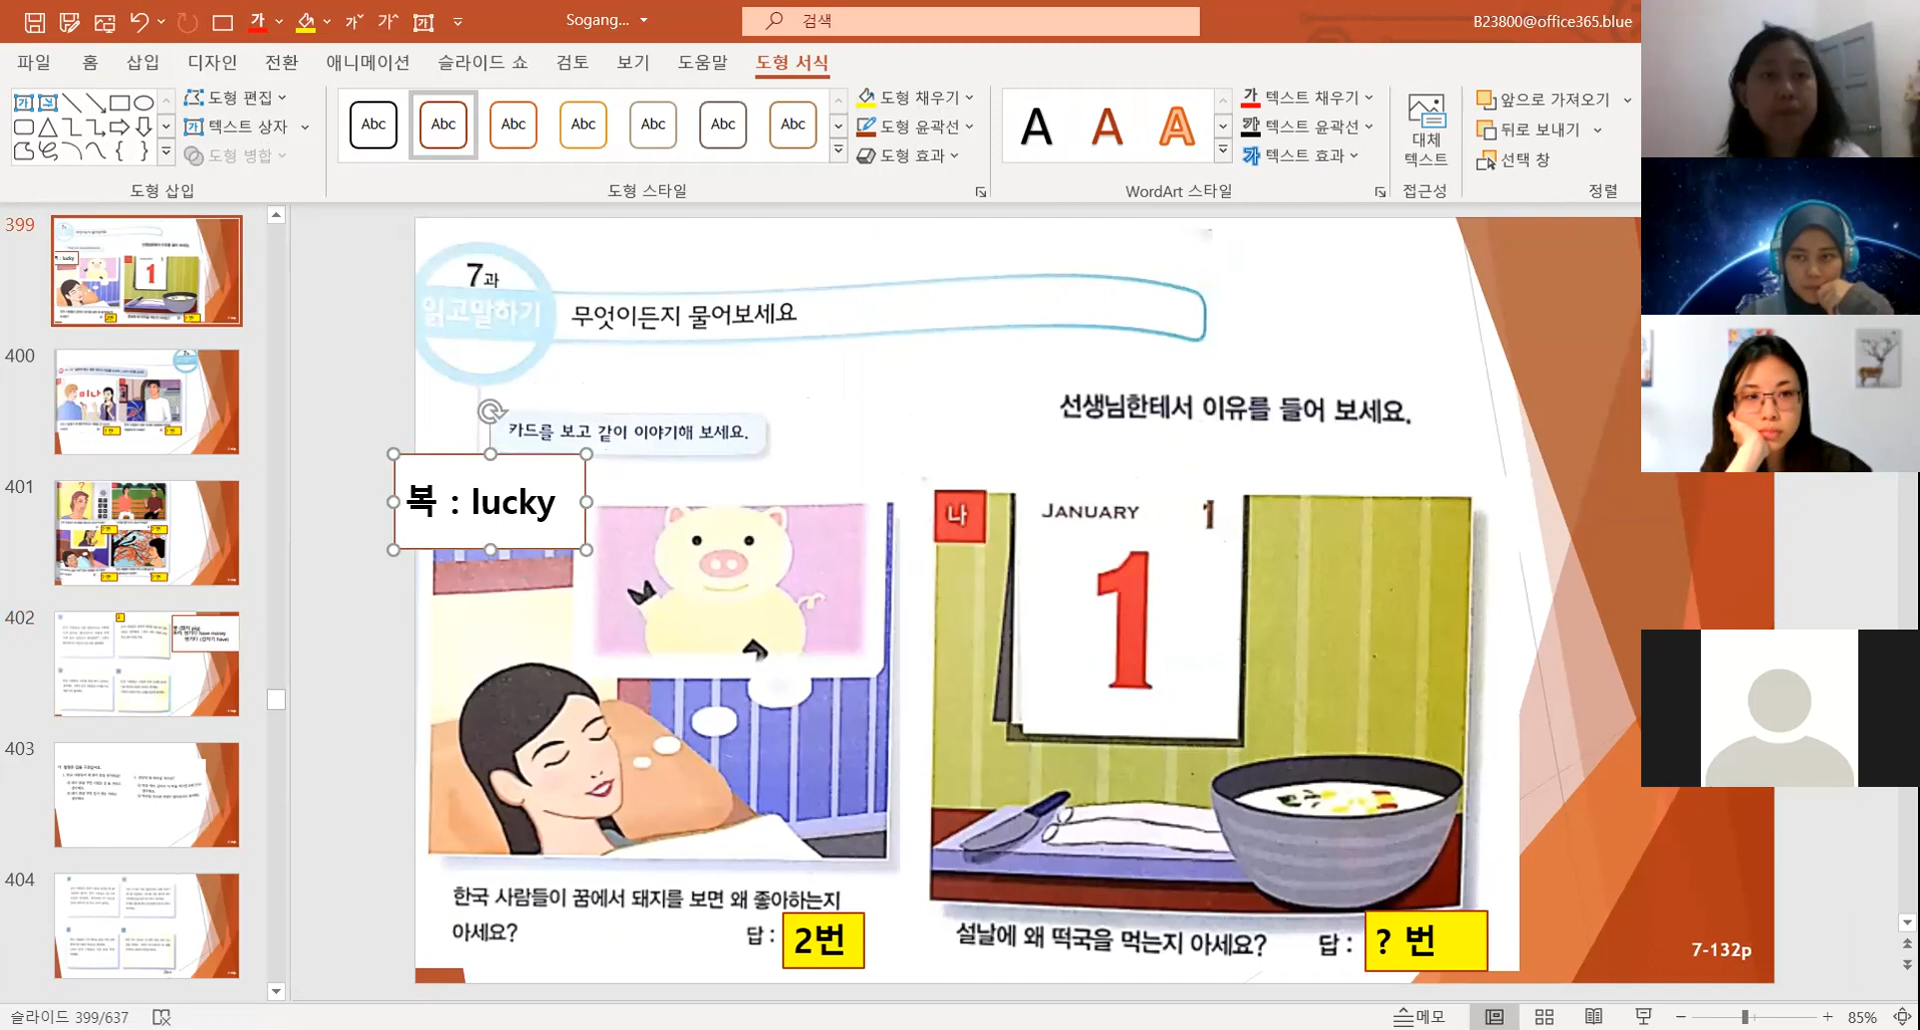 Sogang...
검색
B23800@office365.blue
파일 홈 삽입 디자인 전환 애니메이션 슬라이드 쇼 검토 보기 도움말 도형 서식
도형 편집
텍스트 상자
도형 병합
도형 삽입
Abc Abc Abc Abc Abc Abc Abc
도형 채우기
도형 윤곽선
도형 효과
도형 스타일
A A A
텍스트 채우기
텍스트 윤곽선
텍스트 효과
WordArt 스타일
대체
텍스트
접근성
앞으로 가져오기
뒤로 보내기
선택 창
정렬
399
400
401
402
403
404
7과
읽고말하기
무엇이든지 물어보세요
선생님한테서 이유를 들어 보세요.
카드를 보고 같이 이야기해 보세요.
복 : lucky
나
JANUARY 1
1
한국 사람들이 꿈에서 돼지를 보면 왜 좋아하는지
아세요?
답 : 2번
설날에 왜 떡국을 먹는지 아세요?
답 : ? 번
7-132p
슬라이드 399/637
메모
85%